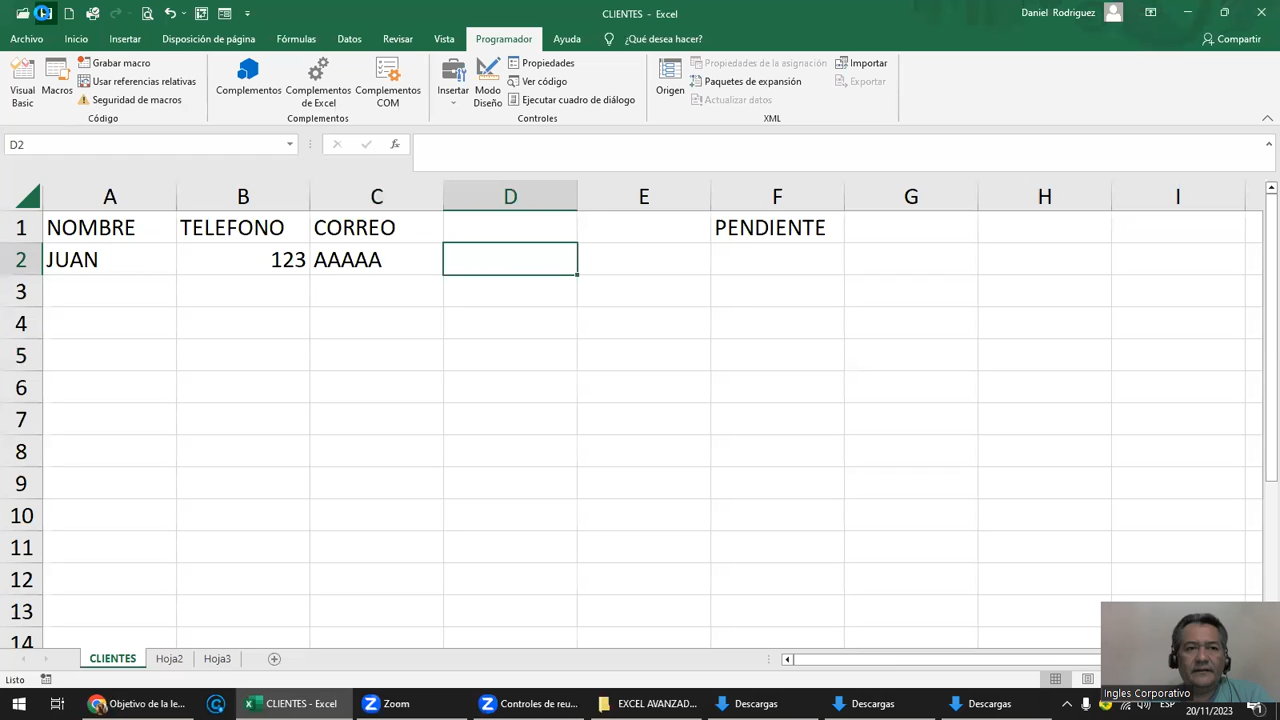 CLIENTES - Excel
Daniel Rodriguez
Archivo Inicio Insertar Disposición de página Fórmulas Datos Revisar Vista Programador Ayuda ¿Qué desea hacer? Compartir
Visual Basic
Macros
Grabar macro
Usar referencias relativas
Seguridad de macros
Código
Complementos
Complementos de Excel
Complementos COM
Complementos
Insertar
Modo Diseño
Propiedades
Ver código
Ejecutar cuadro de diálogo
Controles
Origen
Propiedades de la asignación
Paquetes de expansión
Actualizar datos
Importar
Exportar
XML
D2
fx
A B C D E F G H I
1 NOMBRE TELEFONO CORREO PENDIENTE
2 JUAN 123 AAAAA
3
4
5
6
7
8
9
10
11
12
13
14
CLIENTES Hoja2 Hoja3
Listo
Ingles Corporativo
Objetivo de la le...
CLIENTES - Excel
Zoom
Controles de reu...
EXCEL AVANZAD...
Descargas
Descargas
Descargas
ESP
18:56
20/11/2023